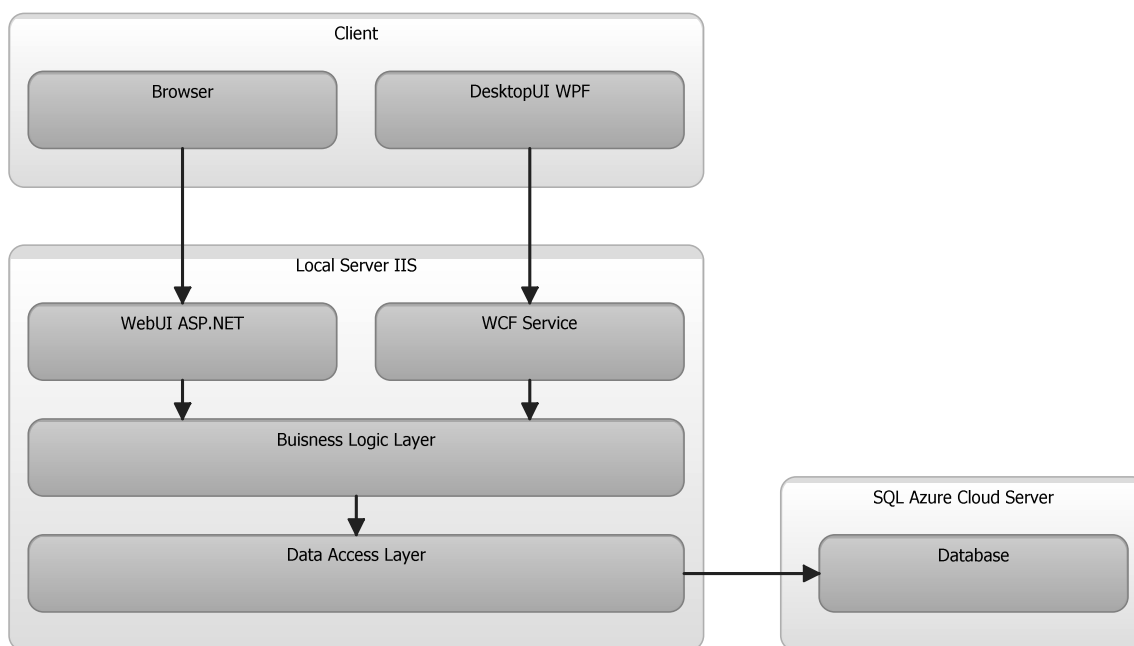 Client
Browser
DesktopUI WPF
Local Server IIS
WebUI ASP.NET
WCF Service
Buisness Logic Layer
SQL Azure Cloud Server
Data Access Layer
Database